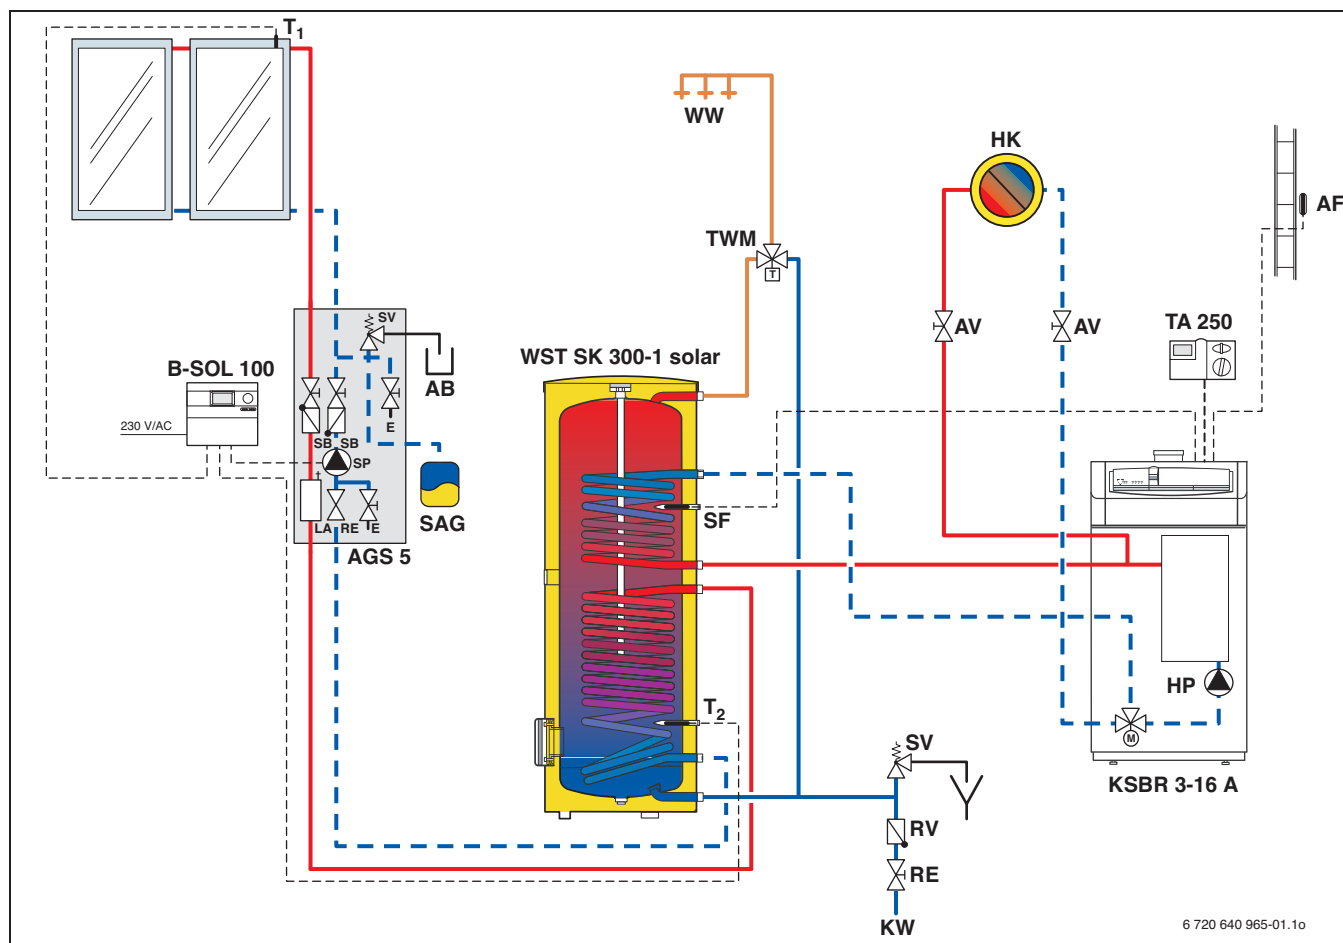 T1
WW
HK
AF
TWM
SV
AV
AV
TA 250
WST SK 300-1 solar
B-SOL 100
AB
230 V/AC
E
SB
SB
SP
SAG
SF
LA
RE
E
AGS 5
HP
T2
M
T
SV
KSBR 3-16 A
RV
RE
KW
6 720 640 965-01.1o